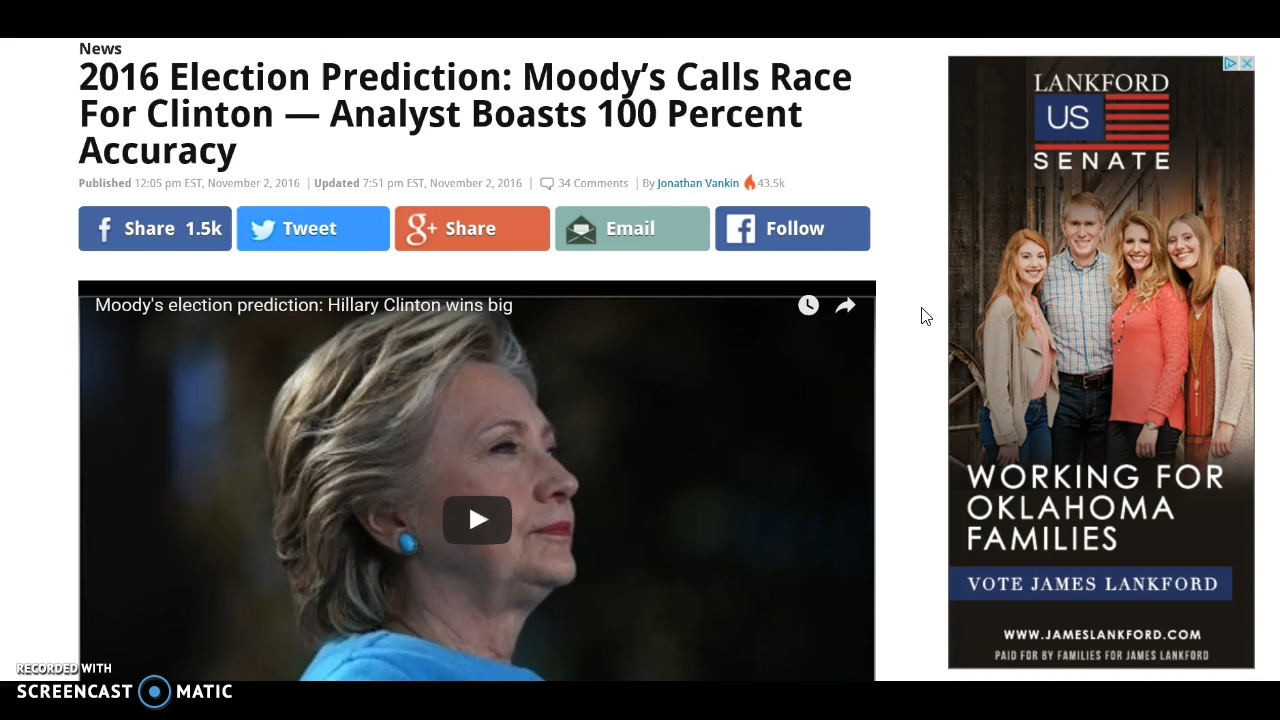 News
2016 Election Prediction: Moody's Calls Race
For Clinton — Analyst Boasts 100 Percent
Accuracy
Published 12:05 pm EST, November 2, 2016 | Updated 7:51 pm EST, November 2, 2016 | 34 Comments | By Jonathan Vankin 43.5k
Share 1.5k
Tweet
g+ Share
Email
Follow
Moody's election prediction: Hillary Clinton wins big
LANKFORD
US
SENATE
WORKING FOR
OKLAHOMA
FAMILIES
VOTE JAMES LANKFORD
WWW.JAMESLANKFORD.COM
PAID FOR BY FAMILIES FOR JAMES LANKFORD
RECORDED WITH
SCREENCAST MATIC